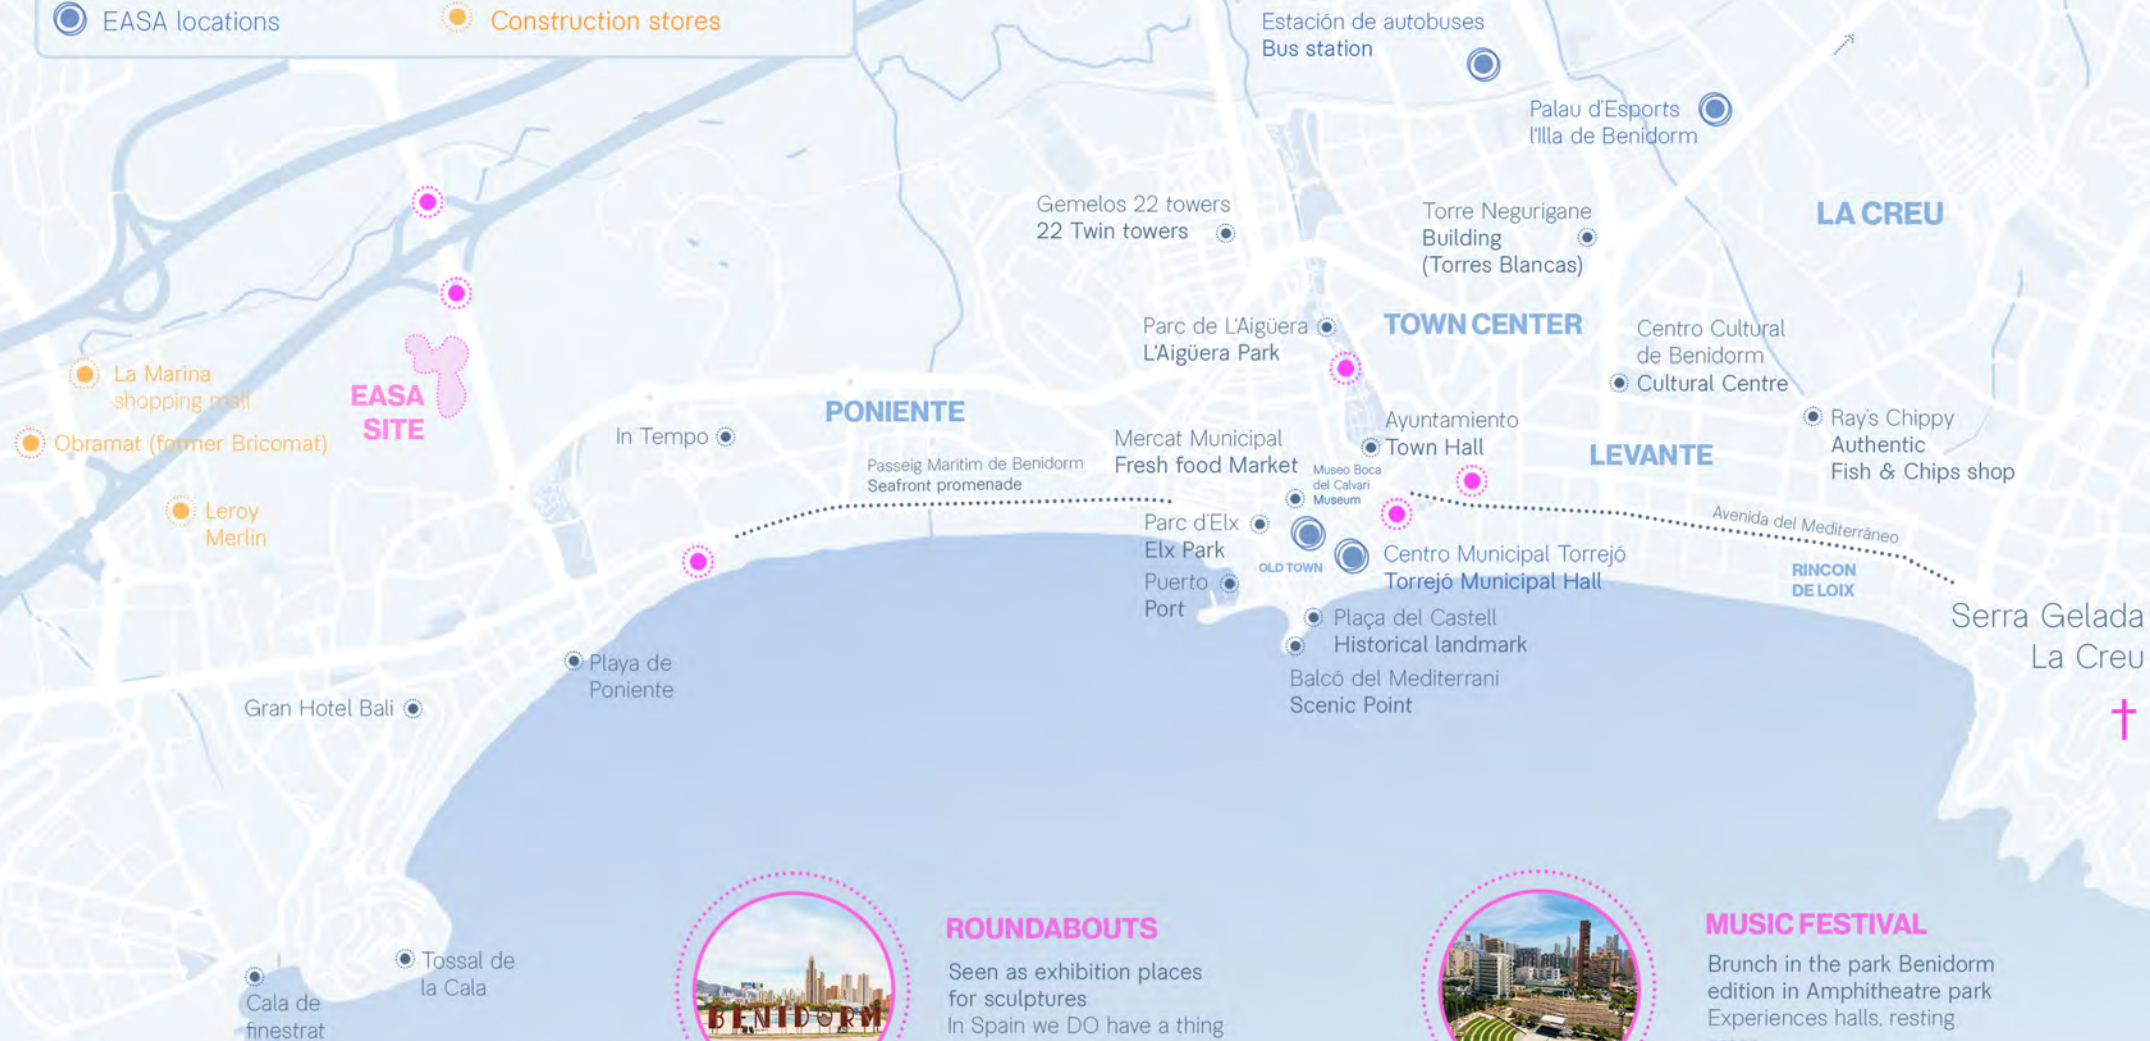 EASA locations
Construction stores
Estación de autobuses
Bus station
Palau d'Esports
l'Illa de Benidorm
Gemelos 22 towers
22 Twin towers
Torre Negurigane
Building
(Torres Blancas)
LA CREU
Parc de L'Aigüera
L'Aigüera Park
TOWN CENTER
Centro Cultural
de Benidorm
Cultural Centre
La Marina
shopping mall
EASA
SITE
Obramat (former Bricomat)
Leroy
Merlin
In Tempo
PONIENTE
Passeig Marítim de Benidorm
Seafront promenade
Mercat Municipal
Fresh food Market
Ayuntamiento
Town Hall
Museo Boca
del Calvari
Museum
LEVANTE
Ray's Chippy
Authentic
Fish & Chips shop
Parc d'Elx
Elx Park
Avenida del Mediterráneo
OLD TOWN
Centro Municipal Torrejó
Torrejó Municipal Hall
RINCON
DE LOIX
Puerto
Port
Plaça del Castell
Historical landmark
Serra Gelada
La Creu
Playa de
Poniente
Balcó del Mediterrani
Scenic Point
Gran Hotel Bali
Tossal de
la Cala
Cala de
finestrat
BENIDORM
ROUNDABOUTS
Seen as exhibition places
for sculptures
In Spain we DO have a thing
MUSIC FESTIVAL
Brunch in the park Benidorm
edition in Amphitheatre park
Experiences halls, resting